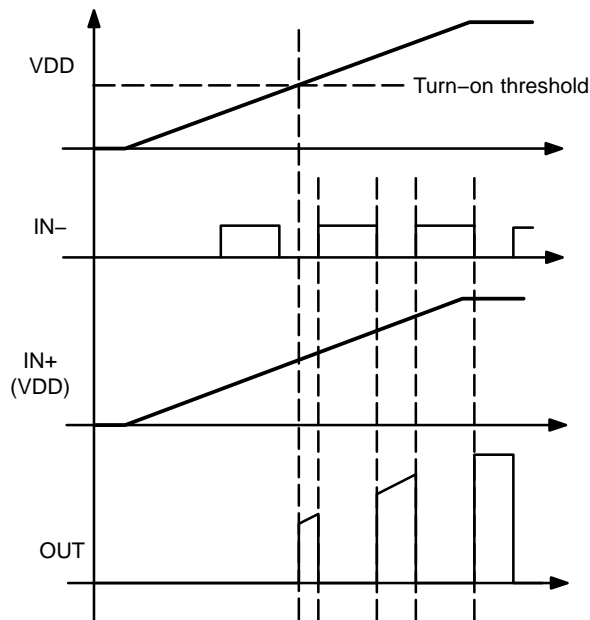 VDD
Turn−on threshold
IN−
IN+
(VDD)
OUT